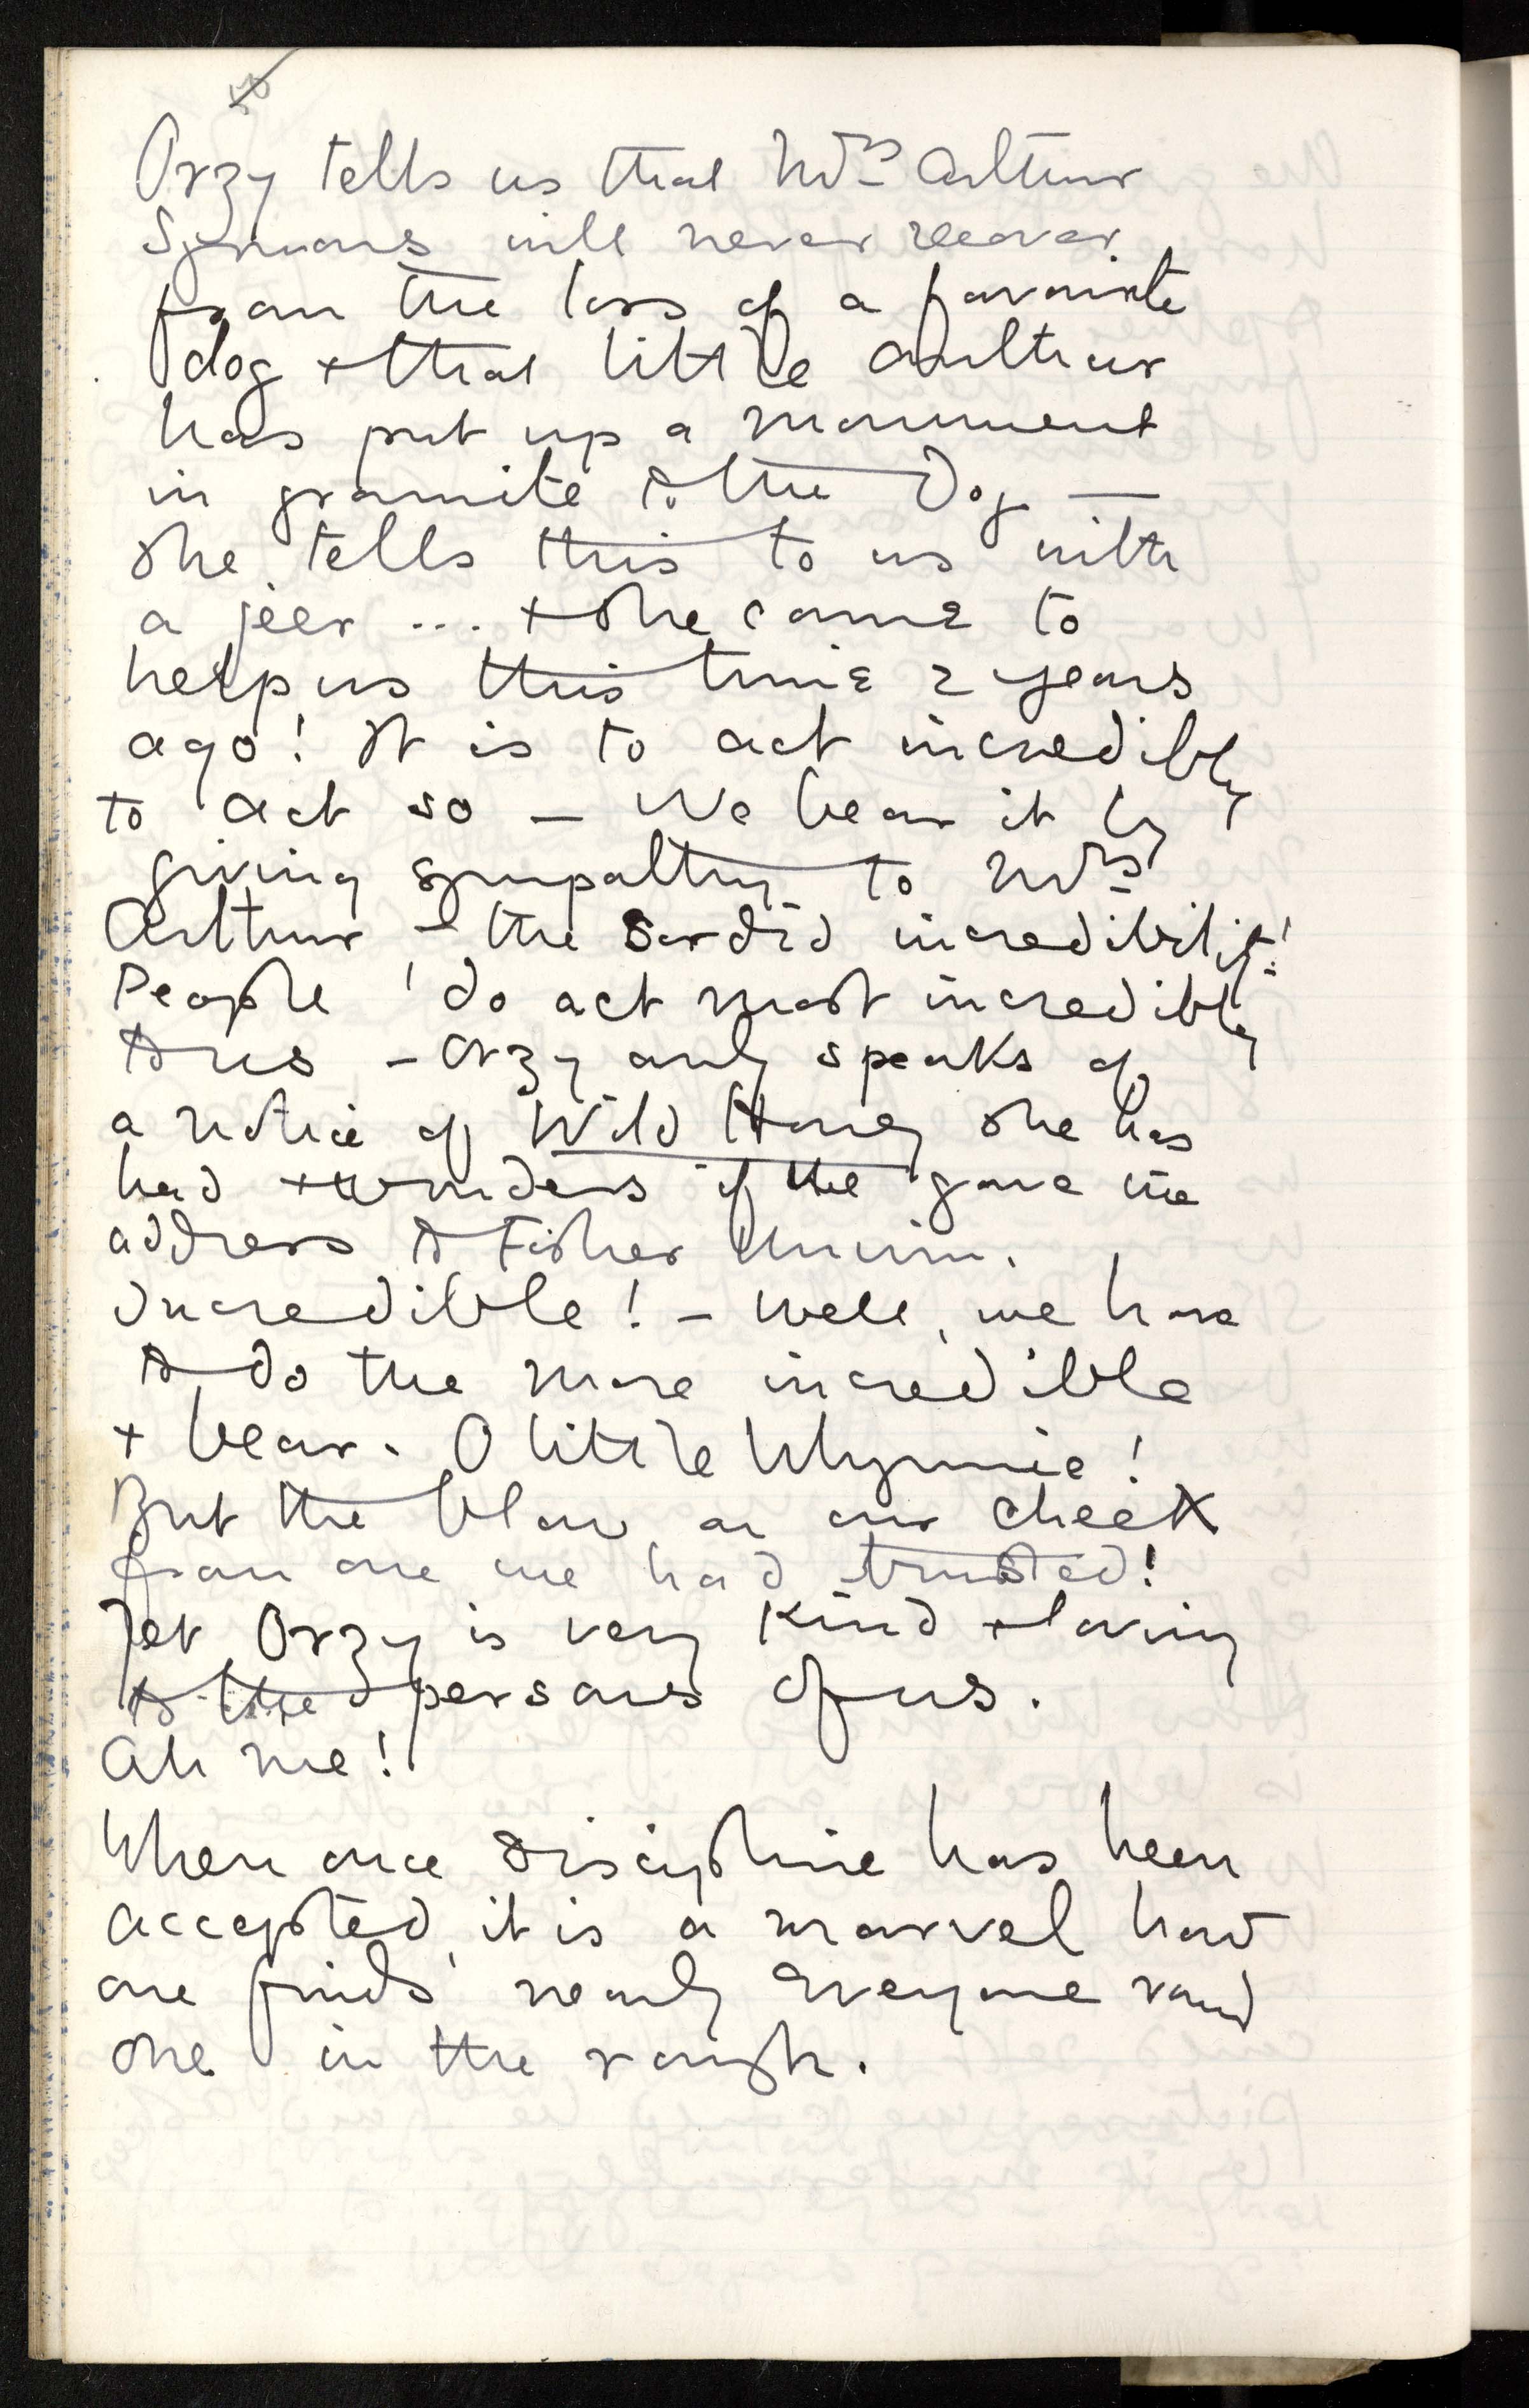 Orzy tells us that Mrs Arthur
Symons will never recover
from the loss of a favourite
dog + that little Arthur
has put up a monument
in granite to the Dog —
She tells this to us with
a jeer ... + she came to
help us this time 2 years
ago! It is to act incredibly
to act so — We bear it by
giving sympathy to Mrs
Arthur — the sordid incredibility!
People do act most incredibly
to us — Orzy only speaks of
a notice of Wild Honey she has
had + wonders if she gave the
address to Fisher Unwin.
Incredible! — Well, we have
to do the more incredible
+ bear. O little Whymmie!
But the blow on our cheek
from one we had trusted!
Yet Orzy is very kind + loving
to the persons of us.
Ah me!
When once discipline has been
accepted, it is a marvel how
one finds nearly everyone round
one in the rough.